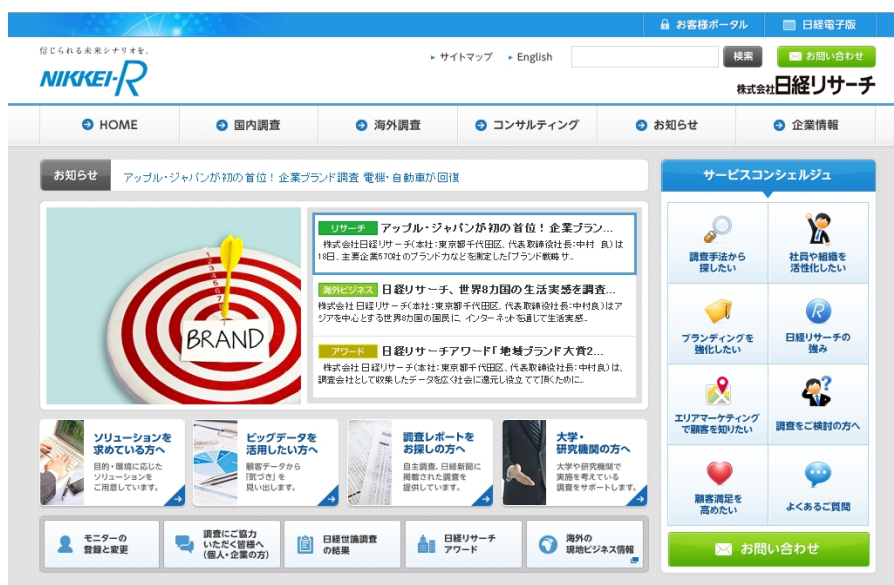 お客様ポータル
日経電子版
信じられる未来シナリオを。
サイトマップ
English
検索
お問い合わせ
NIKKEI-R
株式会社日経リサーチ
HOME
国内調査
海外調査
コンサルティング
お知らせ
企業情報
お知らせ
アップル・ジャパンが初の首位！企業ブランド調査 電機・自動車が回復
BRAND
リサーチ アップル・ジャパンが初の首位！企業ブラン...
株式会社日経リサーチ(本社:東京都千代田区、代表取締役社長:中村 良)は
18日、主要企業570社のブランド力などを測定した「ブランド戦略サ..
海外ビジネス 日経リサーチ、世界8カ国の生活実感を調査...
株式会社日経リサーチ(本社:東京都千代田区、代表取締役社長:中村良)はア
ジアを中心とする世界8カ国の国民に、インターネットを通じて生活実感..
アワード 日経リサーチアワード「地域ブランド大賞2...
株式会社日経リサーチ(本社:東京都千代田区、代表取締役社長:中村良)は、
調査会社として収集したデータを広く社会に還元し役立てて頂くために..
サービスコンシェルジュ
調査手法から
探したい
社員や組織を
活性化したい
ブランディングを
強化したい
日経リサーチの
強み
エリアマーケティング
で顧客を知りたい
調査をご検討の方へ
顧客満足を
高めたい
よくあるご質問
お問い合わせ
ソリューションを
求めている方へ
目的・環境に応じた
ソリューションを
ご用意しています。
ビッグデータを
活用したい方へ
顧客データから
「気づき」を
見い出します。
調査レポートを
お探しの方へ
自主調査、日経新聞に
掲載された調査を
提供しています。
大学・
研究機関の方へ
大学や研究機関で
実施を考えている
調査をサポートします。
モニターの
登録と変更
調査にご協力
いただく皆様へ
(個人・企業の方)
日経世論調査
の結果
日経リサーチ
アワード
海外の
現地ビジネス情報